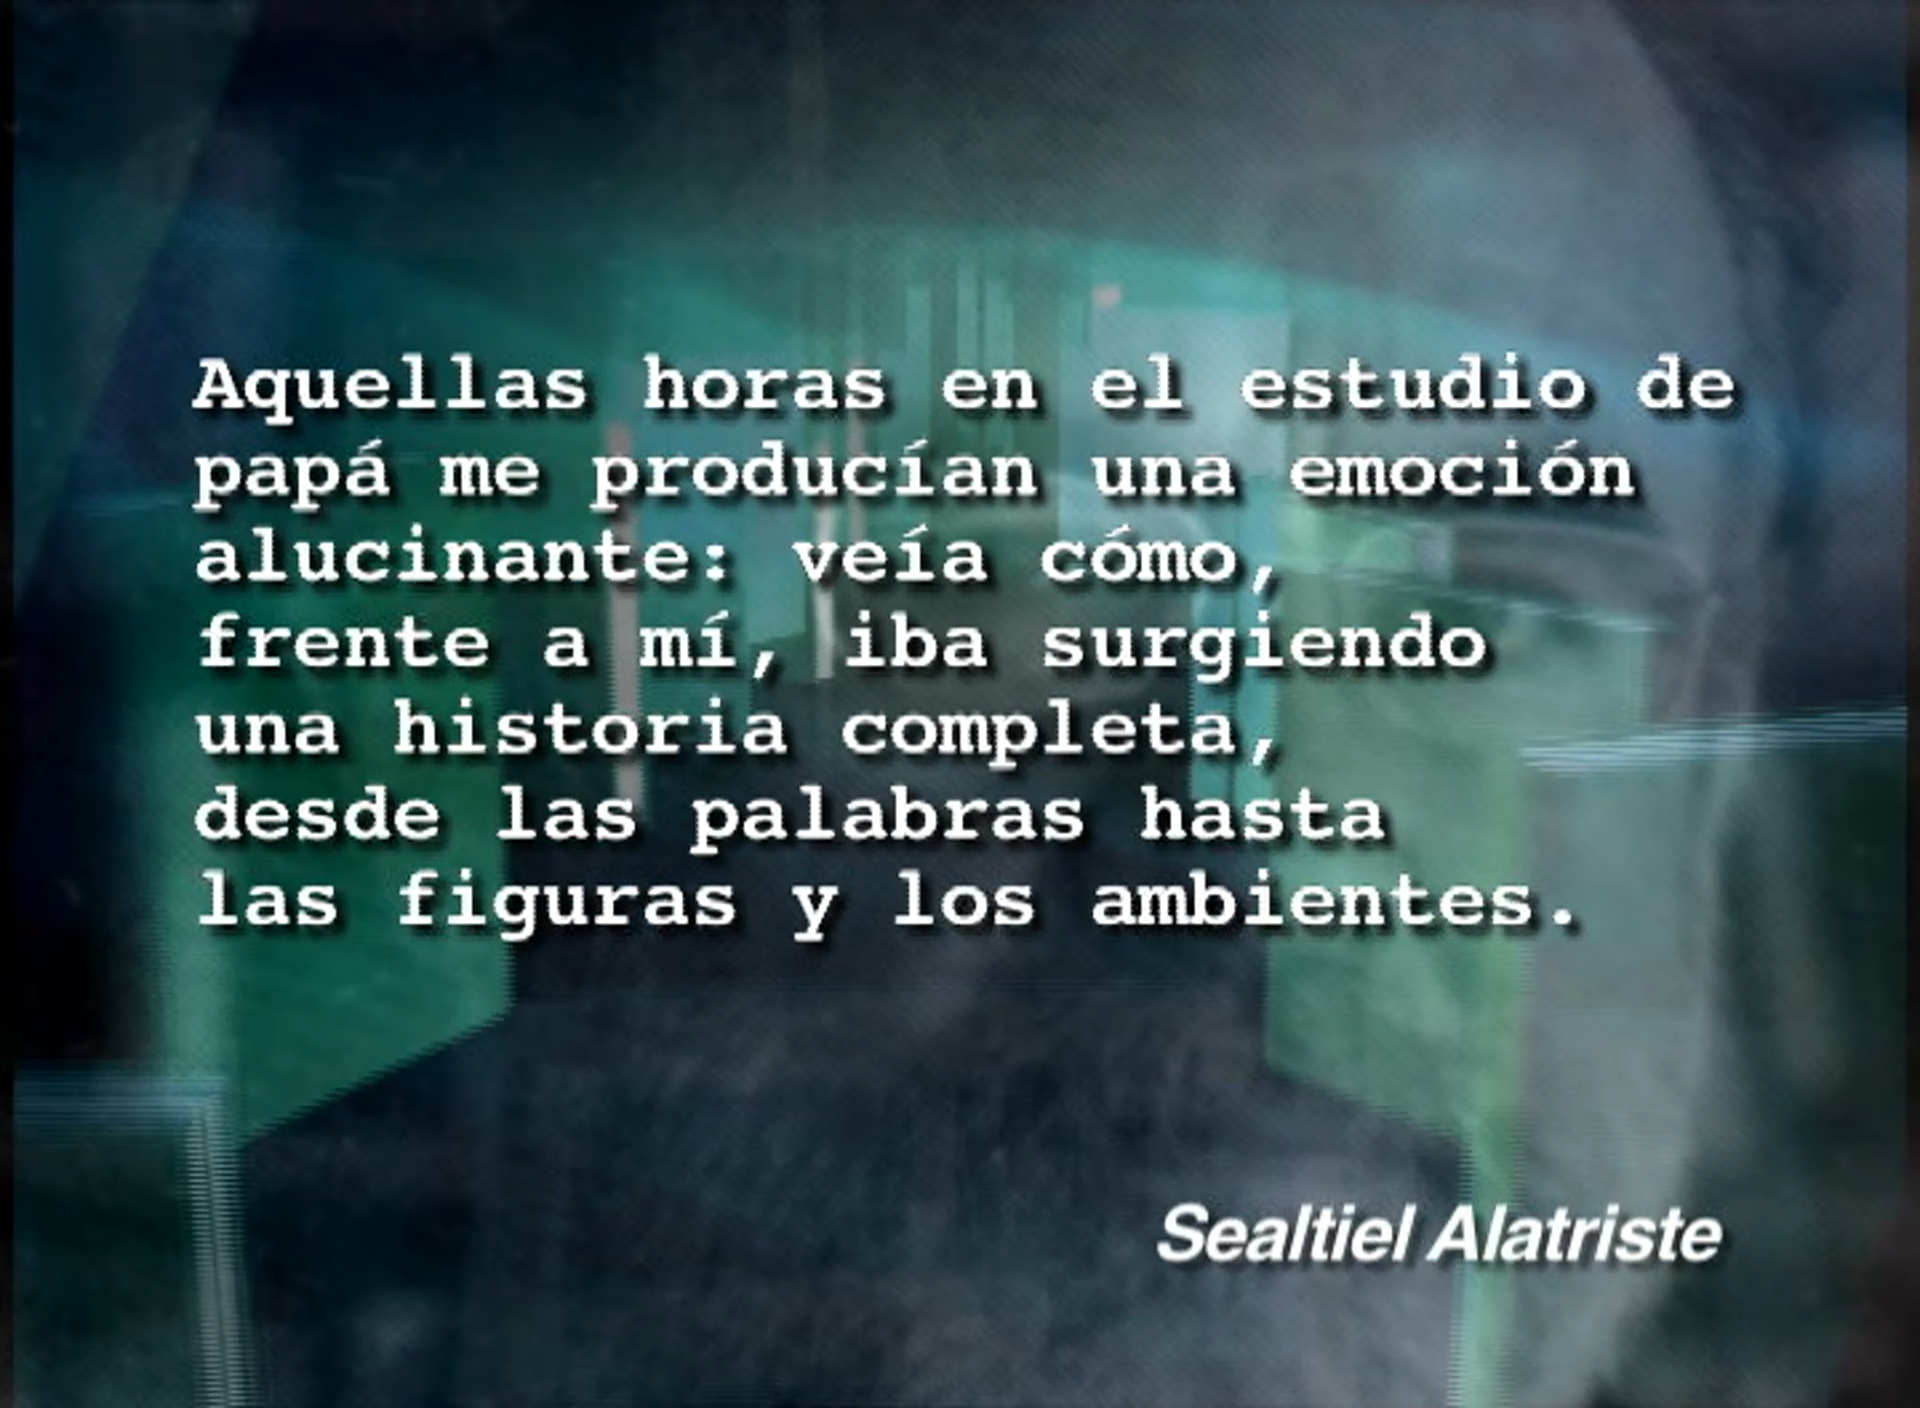 Aquellas horas en el estudio de
papá me producían una emoción
alucinante: veía cómo,
frente a mí, iba surgiendo
una historia completa,
desde las palabras hasta
las figuras y los ambientes.
Sealtiel Alatriste